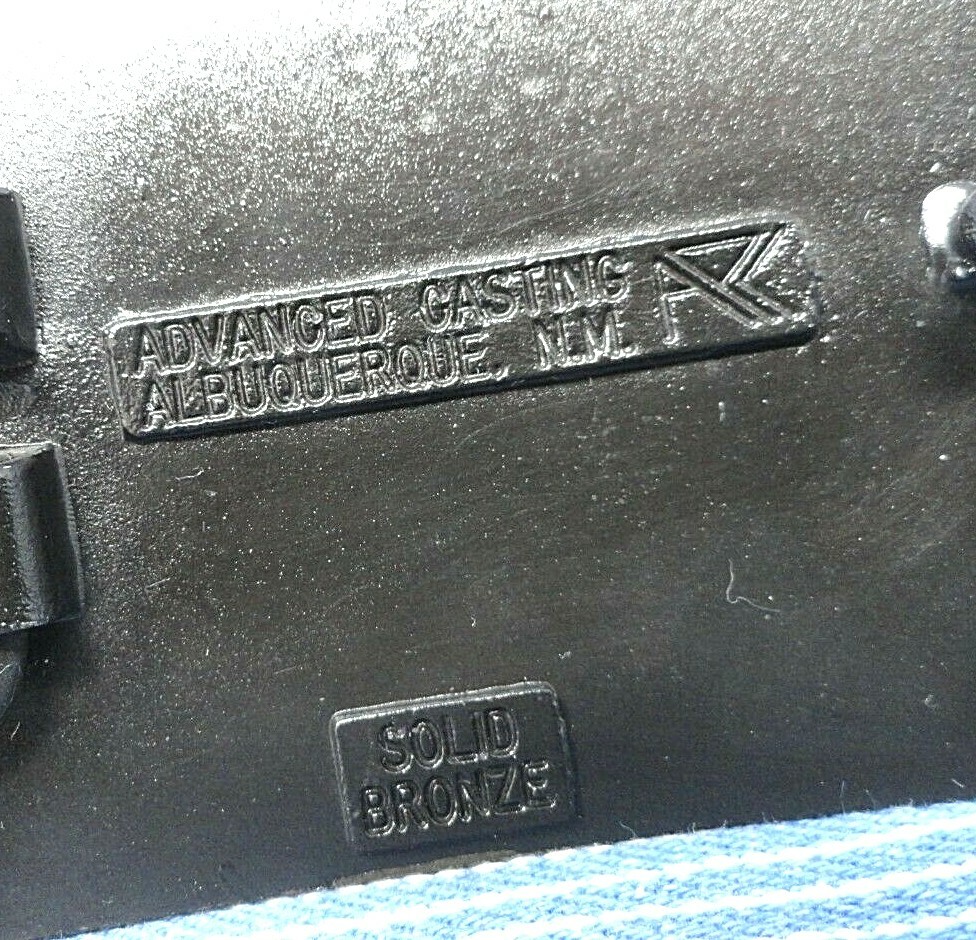 ADVANCED CASTING
ALBUQUERQUE, N.M.
SOLID
BRONZE